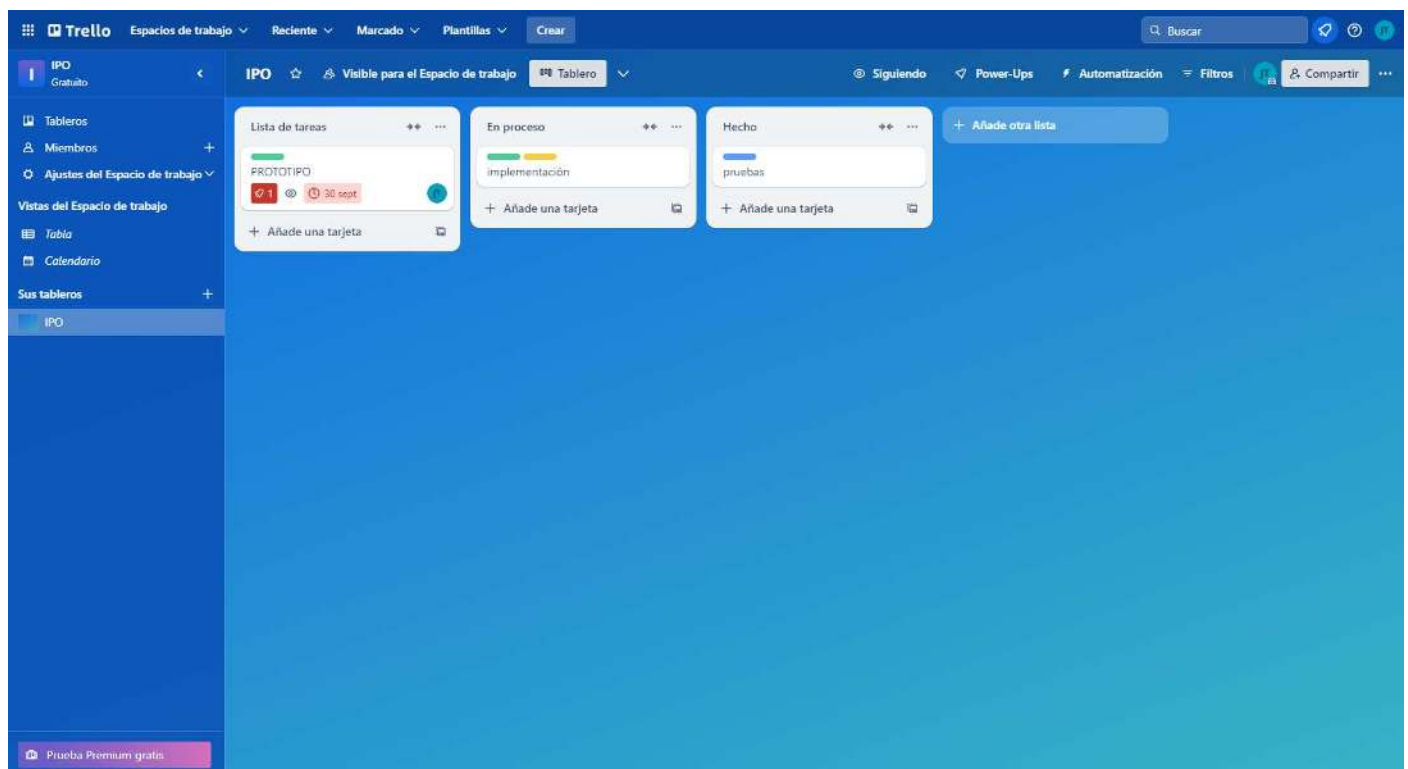 Trello Espacios de trabajo Reciente Marcado Plantillas Crear Buscar
I IPO
Gratuito
IPO Visible para el Espacio de trabajo Tablero Siguiendo Power-Ups Automatización Filtros Compartir
Tableros
Miembros
Ajustes del Espacio de trabajo
Vistas del Espacio de trabajo
Tabla
Calendario
Sus tableros
IPO
Prueba Premium gratis
Lista de tareas
PROTOTIPO
1 30 sept
+ Añade una tarjeta
En proceso
implementación
+ Añade una tarjeta
Hecho
pruebas
+ Añade una tarjeta
+ Añade otra lista